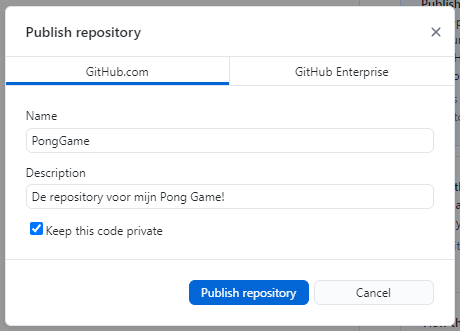 Publish
Publish repository
GitHub.com
GitHub Enterprise
Name
PongGame
Description
De repository voor mijn Pong Game!
Keep this code private
Publish repository
Cancel